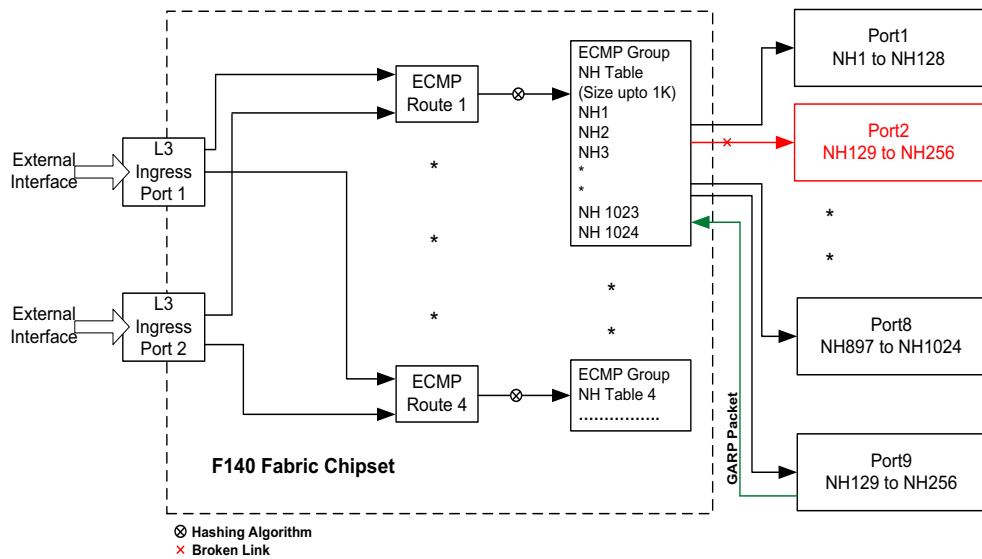 External
Interface
L3
Ingress
Port 1
External
Interface
L3
Ingress
Port 2
ECMP
Route 1
*
*
*
ECMP
Route 4
ECMP Group
NH Table
(Size upto 1K)
NH1
NH2
NH3
*
*
NH 1023
NH 1024
*
*
ECMP Group
NH Table 4
................
Port1
NH1 to NH128
Port2
NH129 to NH256
*
*
Port8
NH897 to NH1024
Port9
NH129 to NH256
GARP Packet
F140 Fabric Chipset
Hashing Algorithm
Broken Link